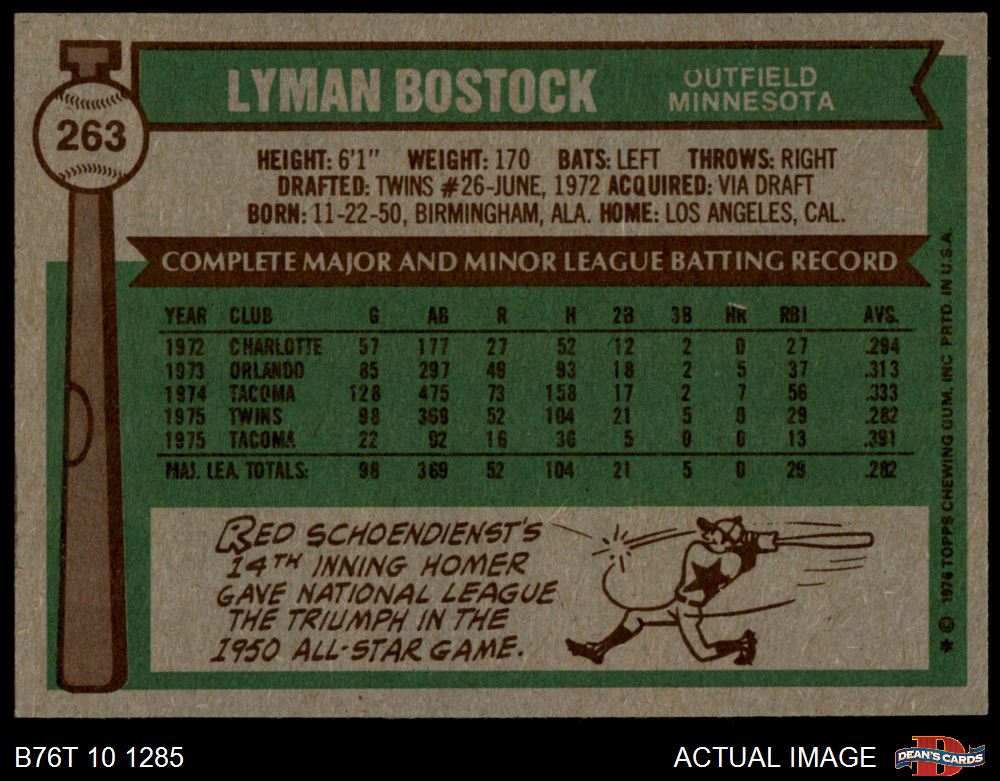 LYMAN BOSTOCK
OUTFIELD
MINNESOTA
263
HEIGHT: 6'1" WEIGHT: 170 BATS: LEFT THROWS: RIGHT
DRAFTED: TWINS #26-JUNE, 1972 ACQUIRED: VIA DRAFT
BORN: 11-22-50, BIRMINGHAM, ALA. HOME: LOS ANGELES, CAL.
COMPLETE MAJOR AND MINOR LEAGUE BATTING RECORD
YEAR CLUB G AB R H 2B 3B HR RBI AVG.
1972 CHARLOTTE 57 177 27 52 12 2 0 27 .294
1973 ORLANDO 85 297 49 93 18 2 5 37 .313
1974 TACOMA 128 475 73 158 17 2 7 56 .333
1975 TWINS 98 369 52 104 21 5 0 29 .282
1975 TACOMA 22 92 16 36 5 0 0 13 .391
MAJ. LEA. TOTALS: 98 369 52 104 21 5 0 29 .282
RED SCHOENDIENST'S
14TH INNING HOMER
GAVE NATIONAL LEAGUE
THE TRIUMPH IN THE
1950 ALL-STAR GAME.
* © 1976 TOPPS CHEWING GUM, INC. PRTD. IN U.S.A.
B76T 10 1285
ACTUAL IMAGE
D
DEAN'S CARDS